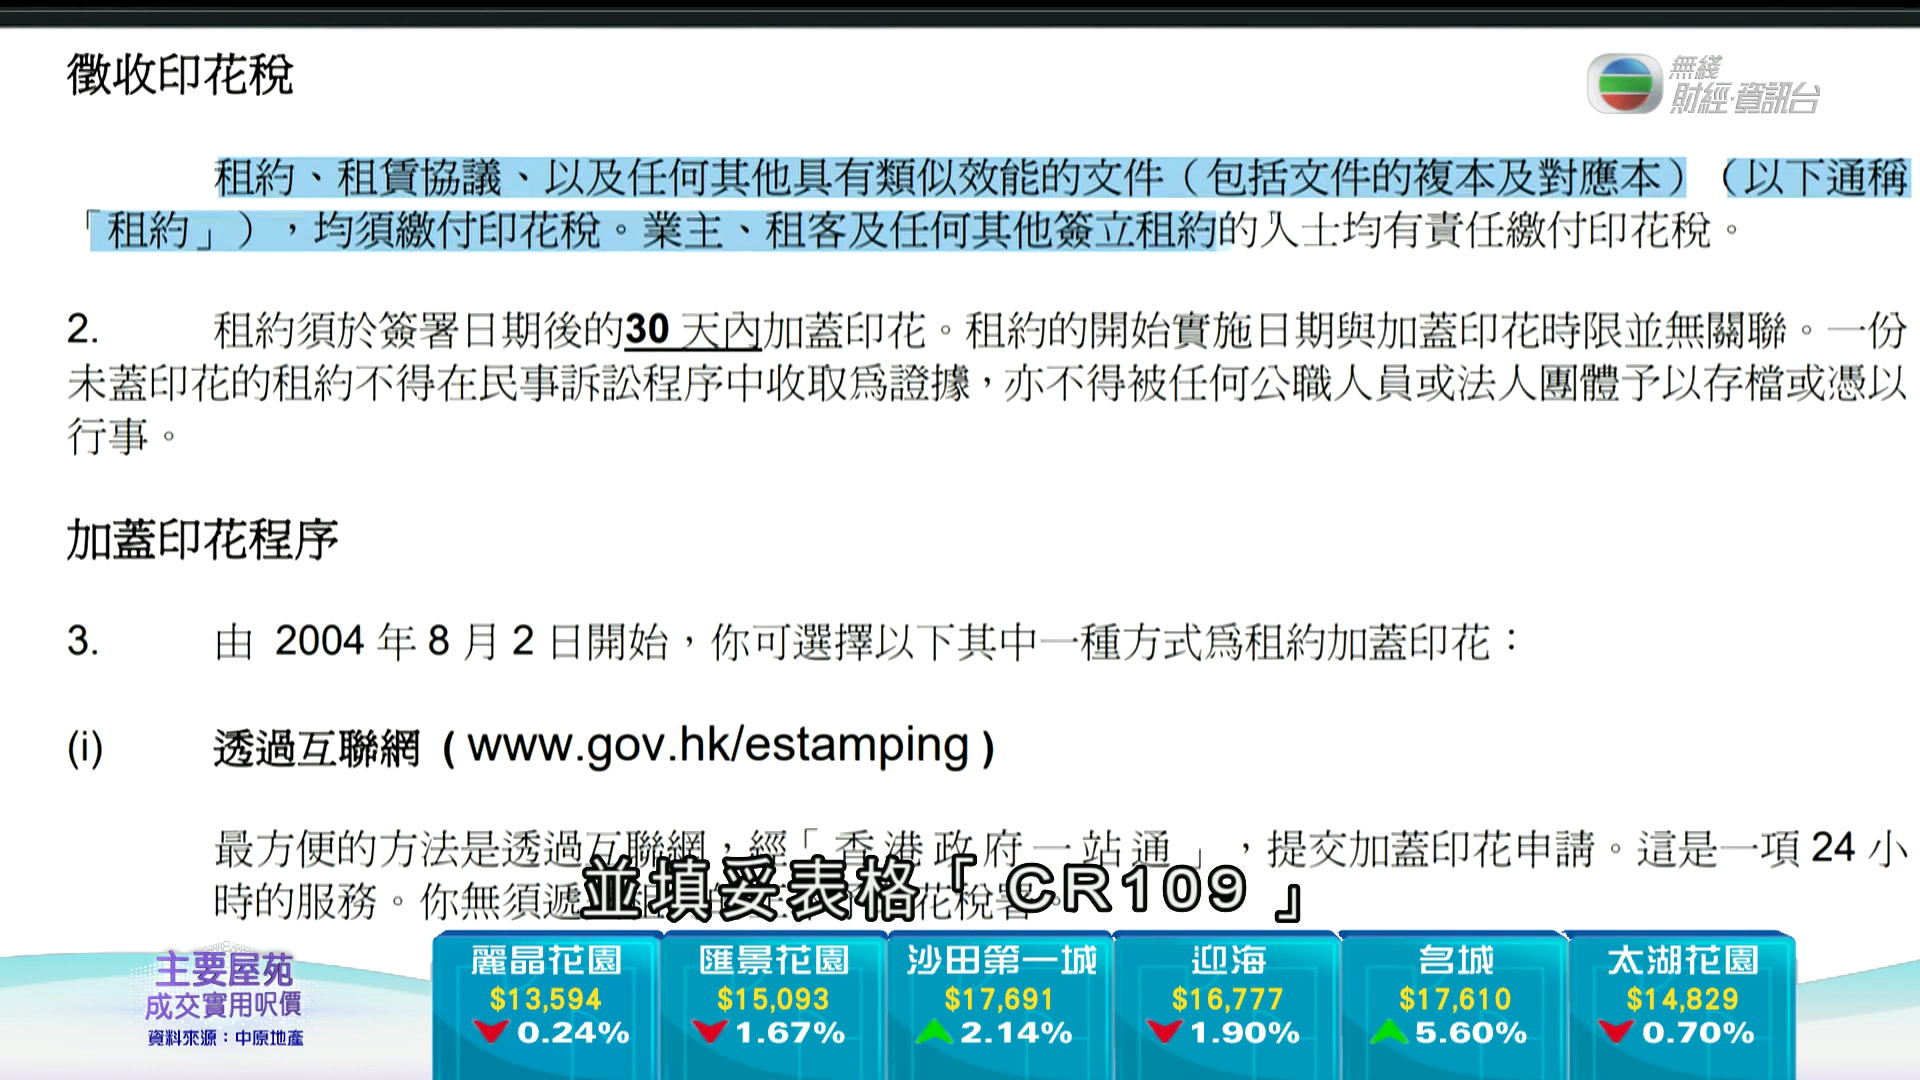 徵收印花稅
無綫
財經·資訊台
租約、租賃協議、以及任何其他具有類似效能的文件（包括文件的複本及對應本）（以下通稱
「租約」），均須繳付印花稅。業主、租客及任何其他簽立租約的人士均有責任繳付印花稅。
2. 租約須於簽署日期後的30 天內加蓋印花。租約的開始實施日期與加蓋印花時限並無關聯。一份
未蓋印花的租約不得在民事訴訟程序中收取為證據，亦不得被任何公職人員或法人團體予以存檔或憑以
行事。
加蓋印花程序
3. 由 2004 年 8 月 2 日開始，你可選擇以下其中一種方式為租約加蓋印花：
(i) 透過互聯網 ( www.gov.hk/estamping )
最方便的方法是透過互聯網，經「香港政府一站通」，提交加蓋印花申請。這是一項 24 小
時的服務。你無須遞
花稅署。
並填妥表格「CR109」
主要屋苑
成交實用呎價
資料來源：中原地產
麗晶花園 匯景花園 沙田第一城 迎海 名城 太湖花園
$13,594 $15,093 $17,691 $16,777 $17,610 $14,829
0.24% 1.67% 2.14% 1.90% 5.60% 0.70%